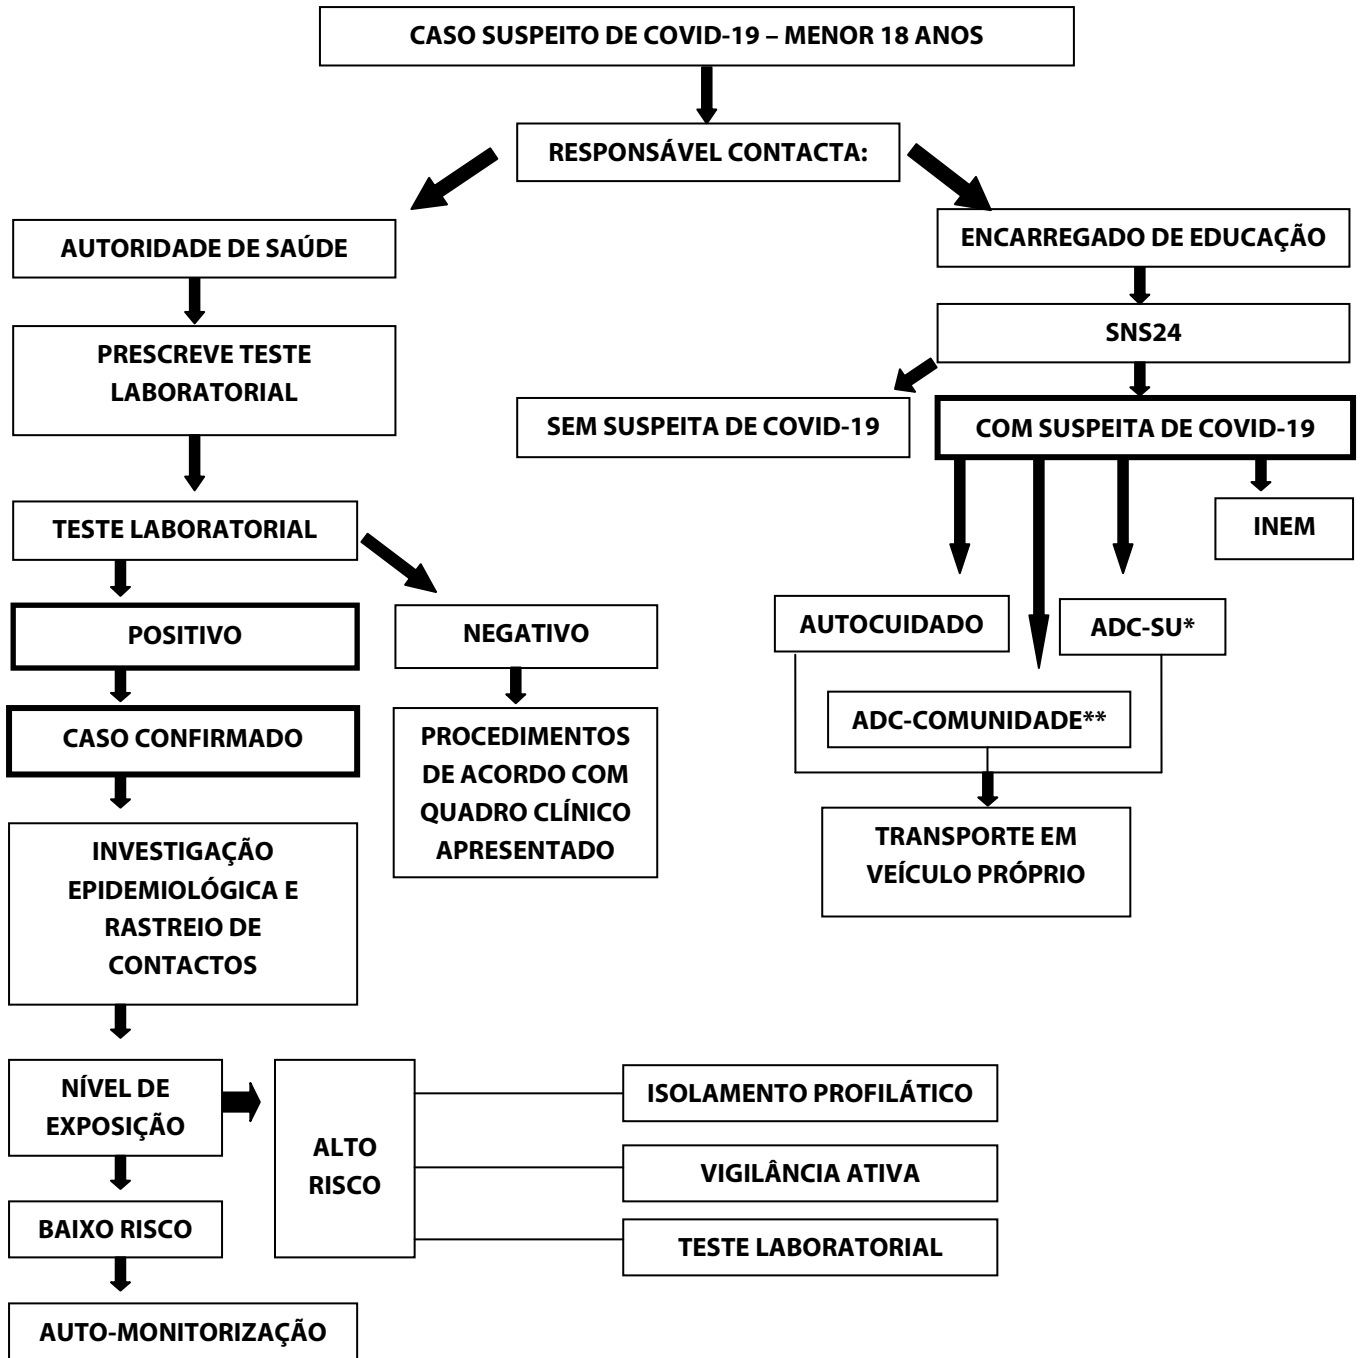 CASO SUSPEITO DE COVID-19 – MENOR 18 ANOS
RESPONSÁVEL CONTACTA:
AUTORIDADE DE SAÚDE
ENCARREGADO DE EDUCAÇÃO
PRESCREVE TESTE
LABORATORIAL
SNS24
SEM SUSPEITA DE COVID-19
COM SUSPEITA DE COVID-19
TESTE LABORATORIAL
INEM
POSITIVO
NEGATIVO
AUTOCUIDADO
ADC-SU*
ADC-COMUNIDADE**
CASO CONFIRMADO
PROCEDIMENTOS
DE ACORDO COM
QUADRO CLÍNICO
APRESENTADO
TRANSPORTE EM
VEÍCULO PRÓPRIO
INVESTIGAÇÃO
EPIDEMIOLÓGICA E
RASTREIO DE
CONTACTOS
NÍVEL DE
EXPOSIÇÃO
ALTO
RISCO
ISOLAMENTO PROFILÁTICO
VIGILÂNCIA ATIVA
TESTE LABORATORIAL
BAIXO RISCO
AUTO-MONITORIZAÇÃO